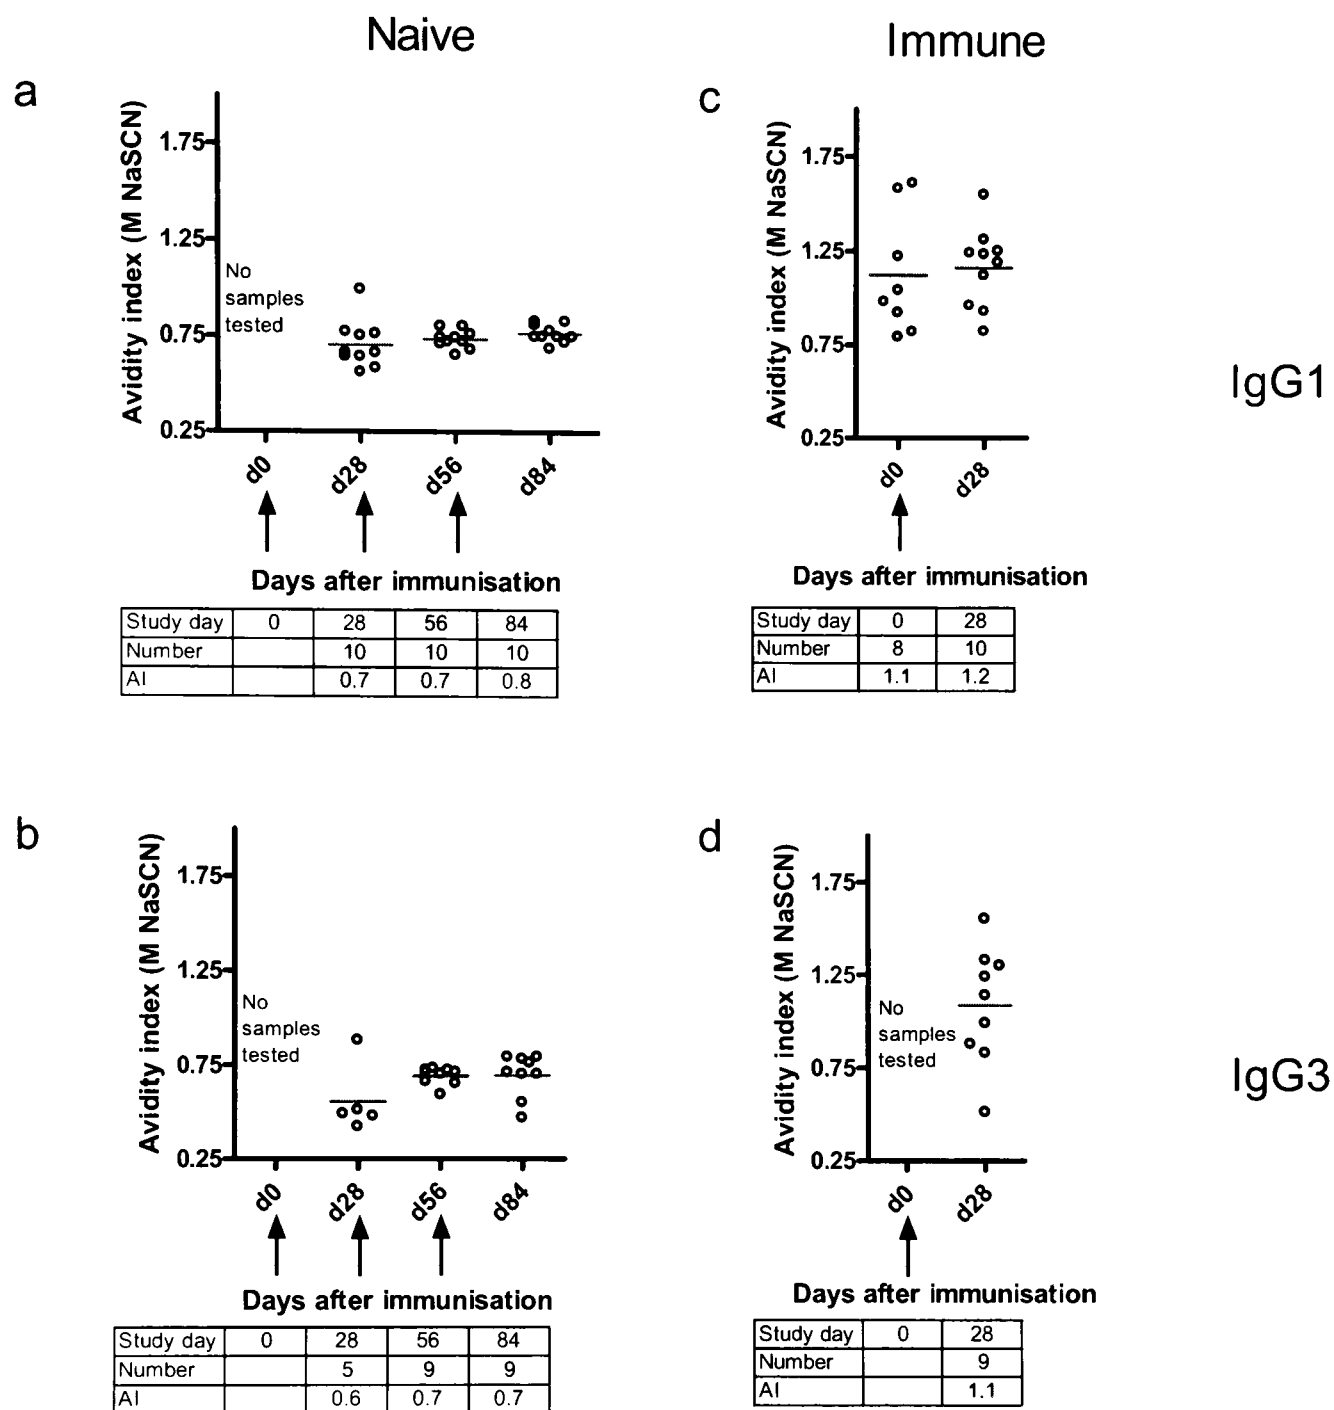 Naive
Immune
a
Avidity index (M NaSCN)
1.75
1.25
0.75
0.25
No
samples
tested
d0
d28
d56
d84
Days after immunisation
Study day 0 28 56 84
Number 10 10 10
AI 0.7 0.7 0.8
c
Avidity index (M NaSCN)
1.75
1.25
0.75
0.25
d0
d28
Days after immunisation
Study day 0 28
Number 8 10
AI 1.1 1.2
IgG1
b
Avidity index (M NaSCN)
1.75
1.25
0.75
0.25
No
samples
tested
d0
d28
d56
d84
Days after immunisation
Study day 0 28 56 84
Number 5 9 9
AI 0.6 0.7 0.7
d
Avidity index (M NaSCN)
1.75
1.25
0.75
0.25
No
samples
tested
d0
d28
Days after immunisation
Study day 0 28
Number 9
AI 1.1
IgG3